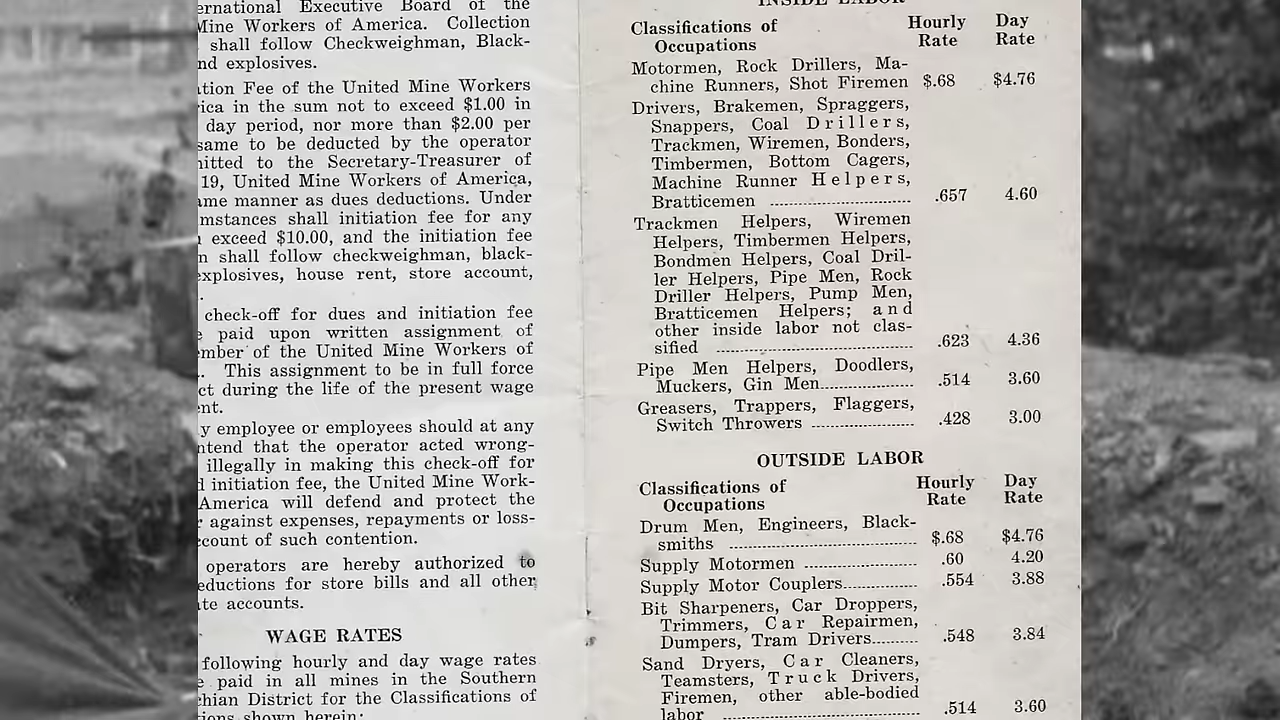 ernational Executive Board of the
Mine Workers of America. Collection
shall follow Checkweighman, Black-
nd explosives.
ation Fee of the United Mine Workers
rica in the sum not to exceed $1.00 in
day period, nor more than $2.00 per
same to be deducted by the operator
nitted to the Secretary-Treasurer of
19, United Mine Workers of America,
ame manner as dues deductions. Under
mstances shall initiation fee for any
exceed $10.00, and the initiation fee
n shall follow checkweighman, black-
explosives, house rent, store account,
.
check-off for dues and initiation fee
e paid upon written assignment of
ember of the United Mine Workers of
.. This assignment to be in full force
ct during the life of the present wage
ent.
y employee or employees should at any
ntend that the operator acted wrong-
illegally in making this check-off for
d initiation fee, the United Mine Work-
America will defend and protect the
r against expenses, repayments or loss-
ccount of such contention.
operators are hereby authorized to
eductions for store bills and all other
ate accounts.
WAGE RATES
following hourly and day wage rates
e paid in all mines in the Southern
chian District for the Classifications of
tions shown herein:
INSIDE LABOR
Classifications of Hourly Day
Occupations Rate Rate
Motormen, Rock Drillers, Ma-
chine Runners, Shot Firemen $.68 $4.76
Drivers, Brakemen, Spraggers,
Snappers, Coal Drillers,
Trackmen, Wiremen, Bonders,
Timbermen, Bottom Cagers,
Machine Runner Helpers,
Bratticemen .657 4.60
Trackmen Helpers, Wiremen
Helpers, Timbermen Helpers,
Bondmen Helpers, Coal Dril-
ler Helpers, Pipe Men, Rock
Driller Helpers, Pump Men,
Bratticemen Helpers; and
other inside labor not clas-
sified .623 4.36
Pipe Men Helpers, Doodlers,
Muckers, Gin Men .514 3.60
Greasers, Trappers, Flaggers,
Switch Throwers .428 3.00
OUTSIDE LABOR
Classifications of Hourly Day
Occupations Rate Rate
Drum Men, Engineers, Black-
smiths $.68 $4.76
Supply Motormen .60 4.20
Supply Motor Couplers .554 3.88
Bit Sharpeners, Car Droppers,
Trimmers, Car Repairmen,
Dumpers, Tram Drivers .548 3.84
Sand Dryers, Car Cleaners,
Teamsters, Truck Drivers,
Firemen, other able-bodied
labor .514 3.60